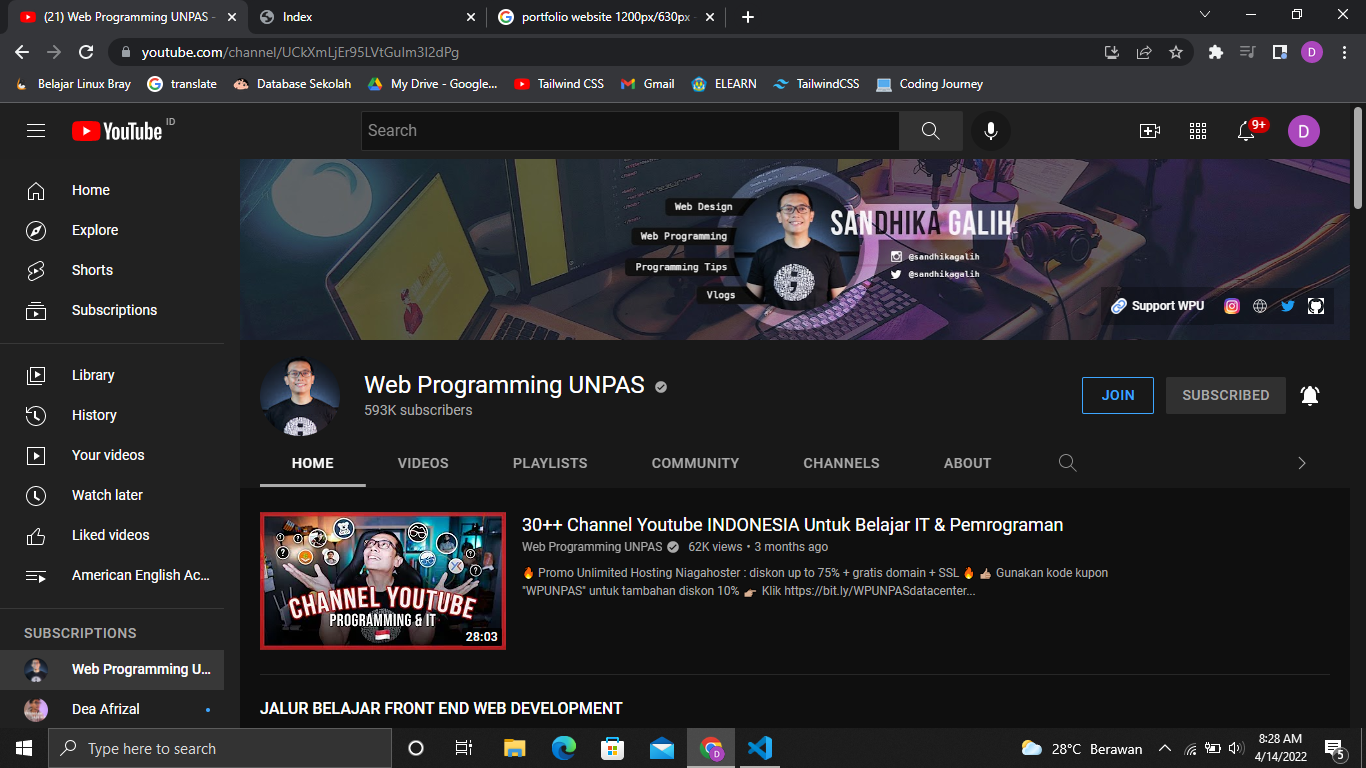 (21) Web Programming UNPAS -
Index
portfolio website 1200px/630px -
youtube.com/channel/UCkXmLjEr95LVtGuIm3I2dPg
D
Belajar Linux Bray
translate
Database Sekolah
My Drive - Google...
Tailwind CSS
Gmail
ELEARN
TailwindCSS
Coding Journey
YouTube ID
Search
9+
D
Home
Explore
Shorts
Subscriptions
Library
History
Your videos
Watch later
Liked videos
American English Ac...
SUBSCRIPTIONS
Web Programming U...
Dea Afrizal
Web Design
Web Programming
Programming Tips
Vlogs
SANDHIKA GALIH
@sandhikagalih
@sandhikagalih
Support WPU
Web Programming UNPAS
593K subscribers
JOIN
SUBSCRIBED
HOME
VIDEOS
PLAYLISTS
COMMUNITY
CHANNELS
ABOUT
CHANNEL YOUTUBE
PROGRAMMING & IT
28:03
30++ Channel Youtube INDONESIA Untuk Belajar IT & Pemrograman
Web Programming UNPAS 62K views • 3 months ago
🔥 Promo Unlimited Hosting Niagahoster : diskon up to 75% + gratis domain + SSL 🔥 👍🏼 Gunakan kode kupon
"WPUNPAS" untuk tambahan diskon 10% 👉🏼 Klik https://bit.ly/WPUNPASdatacenter...
JALUR BELAJAR FRONT END WEB DEVELOPMENT
Type here to search
D
28°C Berawan
8:28 AM
4/14/2022
5